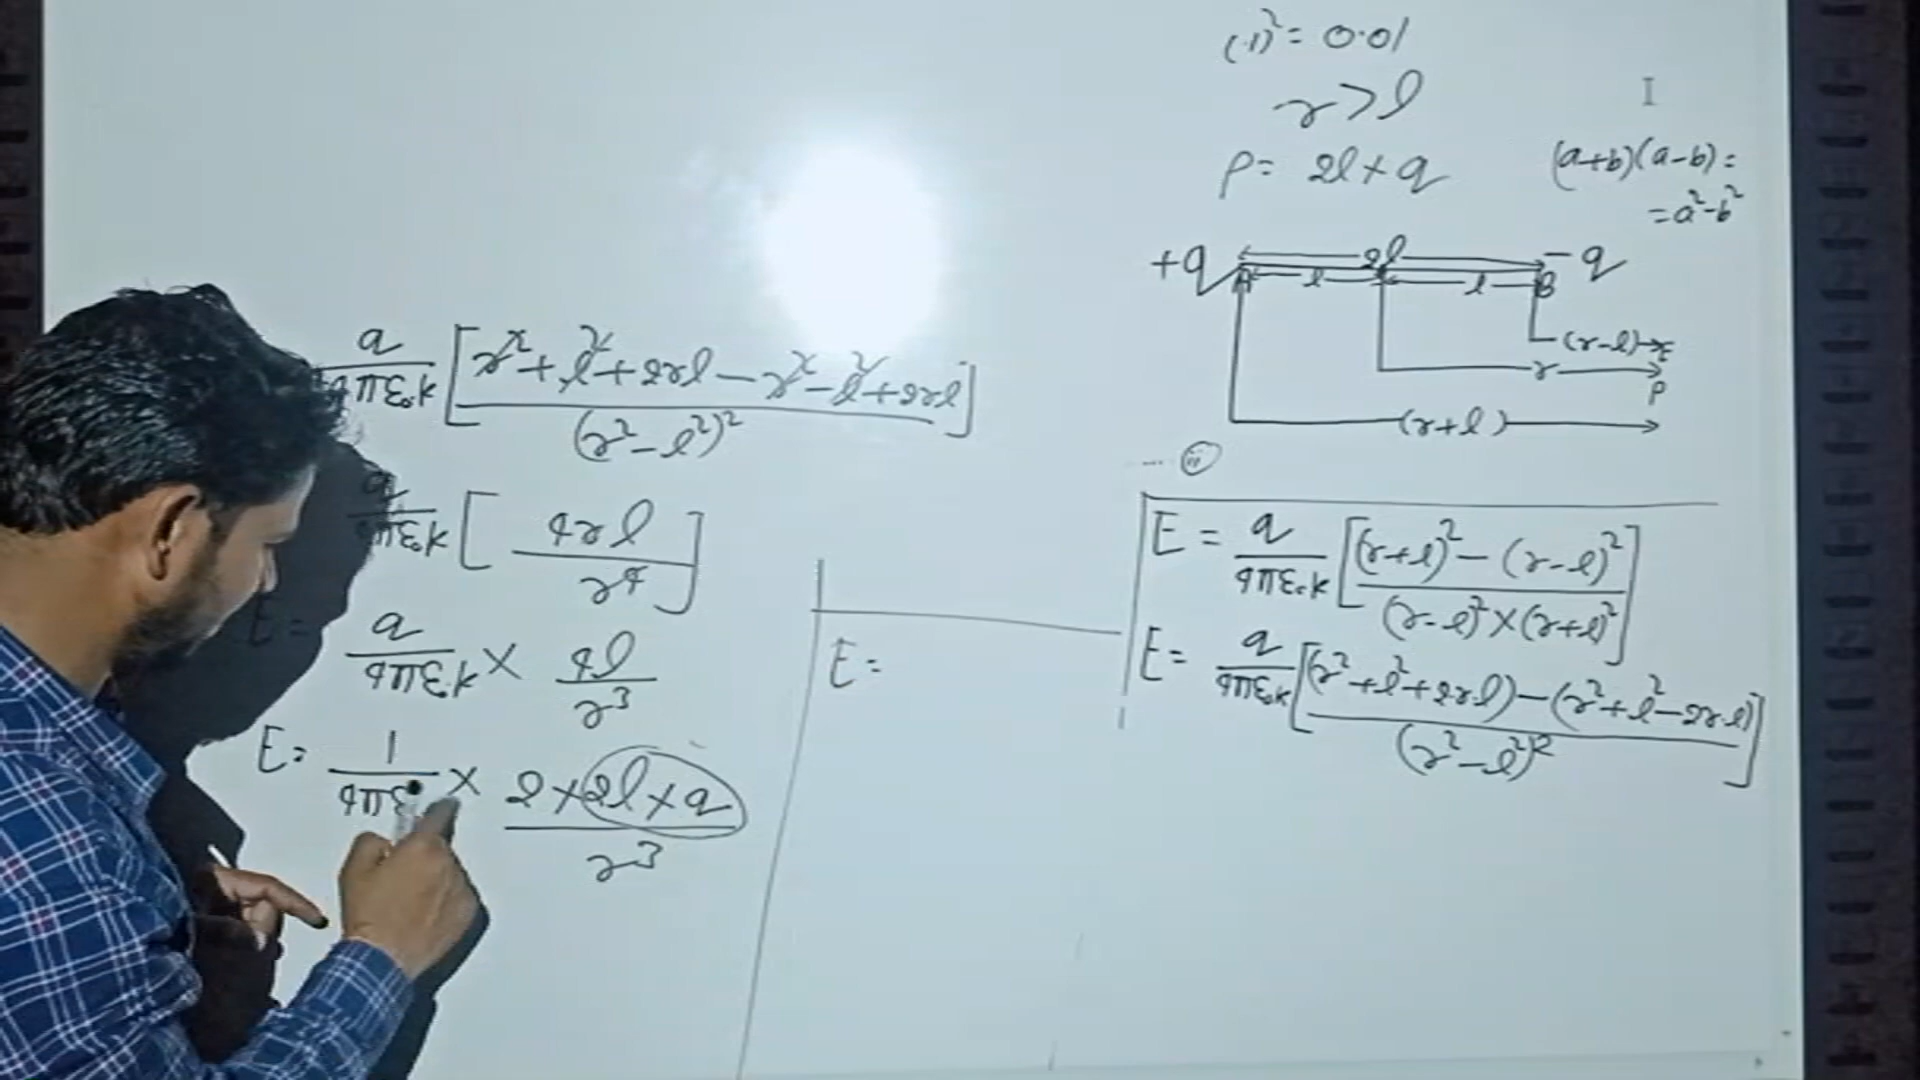 (.1)² = 0.01
r > l
P = 2l × q
(a+b)(a-b) =
= a²-b²
+q A 2l B -q
l l
(r-l)
r
P
(r+l)
... (ii)
E = q/4πε₀k [(r+l)² - (r-l)² / (r-l)² × (r+l)²]
E = q/4πε₀k [(r²+l²+2rl) - (r²+l²-2rl) / (r²-l²)²]
q/4πε₀k [r²+l²+2rl-r²-l²+2rl / (r²-l²)²]
q/4πε₀k [4rl / r⁴]
E = q/4πε₀k × 4l/r³
E = 1/4πε₀ × 2×2l×q / r³
E =